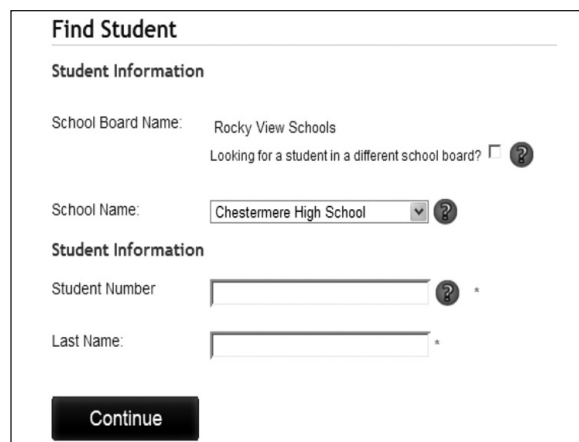 Find Student
Student Information
School Board Name: Rocky View Schools
Looking for a student in a different school board? ?
School Name: Chestermere High School ?
Student Information
Student Number ? *
Last Name: *
Continue